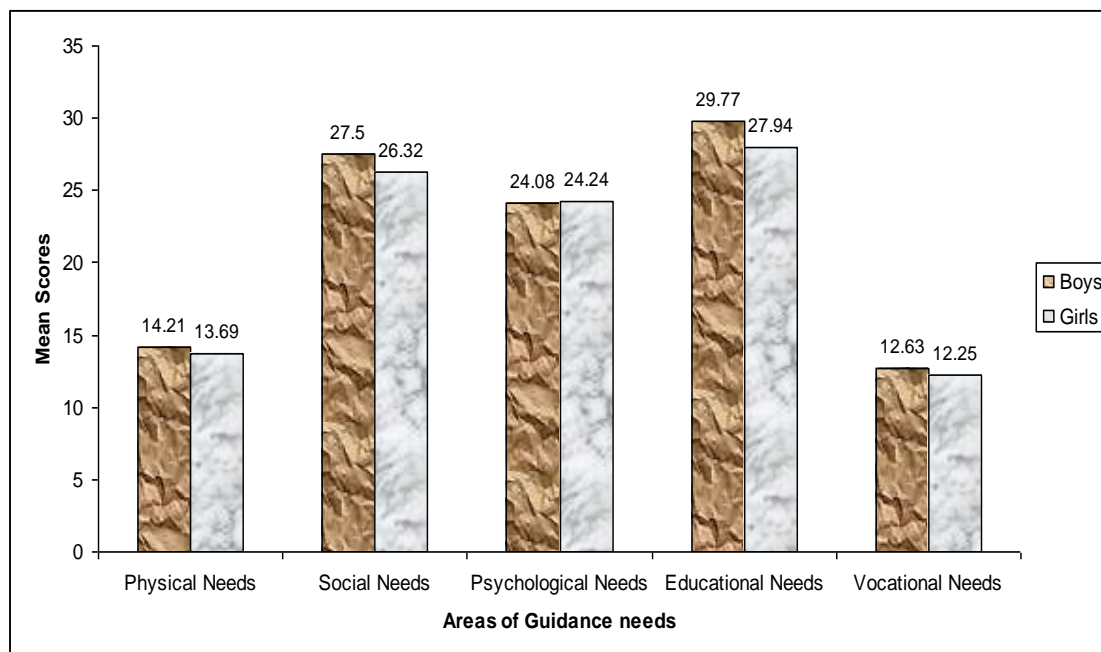 35
30
25
20
15
10
5
0
Mean Scores
14.21
13.69
27.5
26.32
24.08
24.24
29.77
27.94
12.63
12.25
Physical Needs
Social Needs
Psychological Needs
Educational Needs
Vocational Needs
Areas of Guidance needs
Boys
Girls